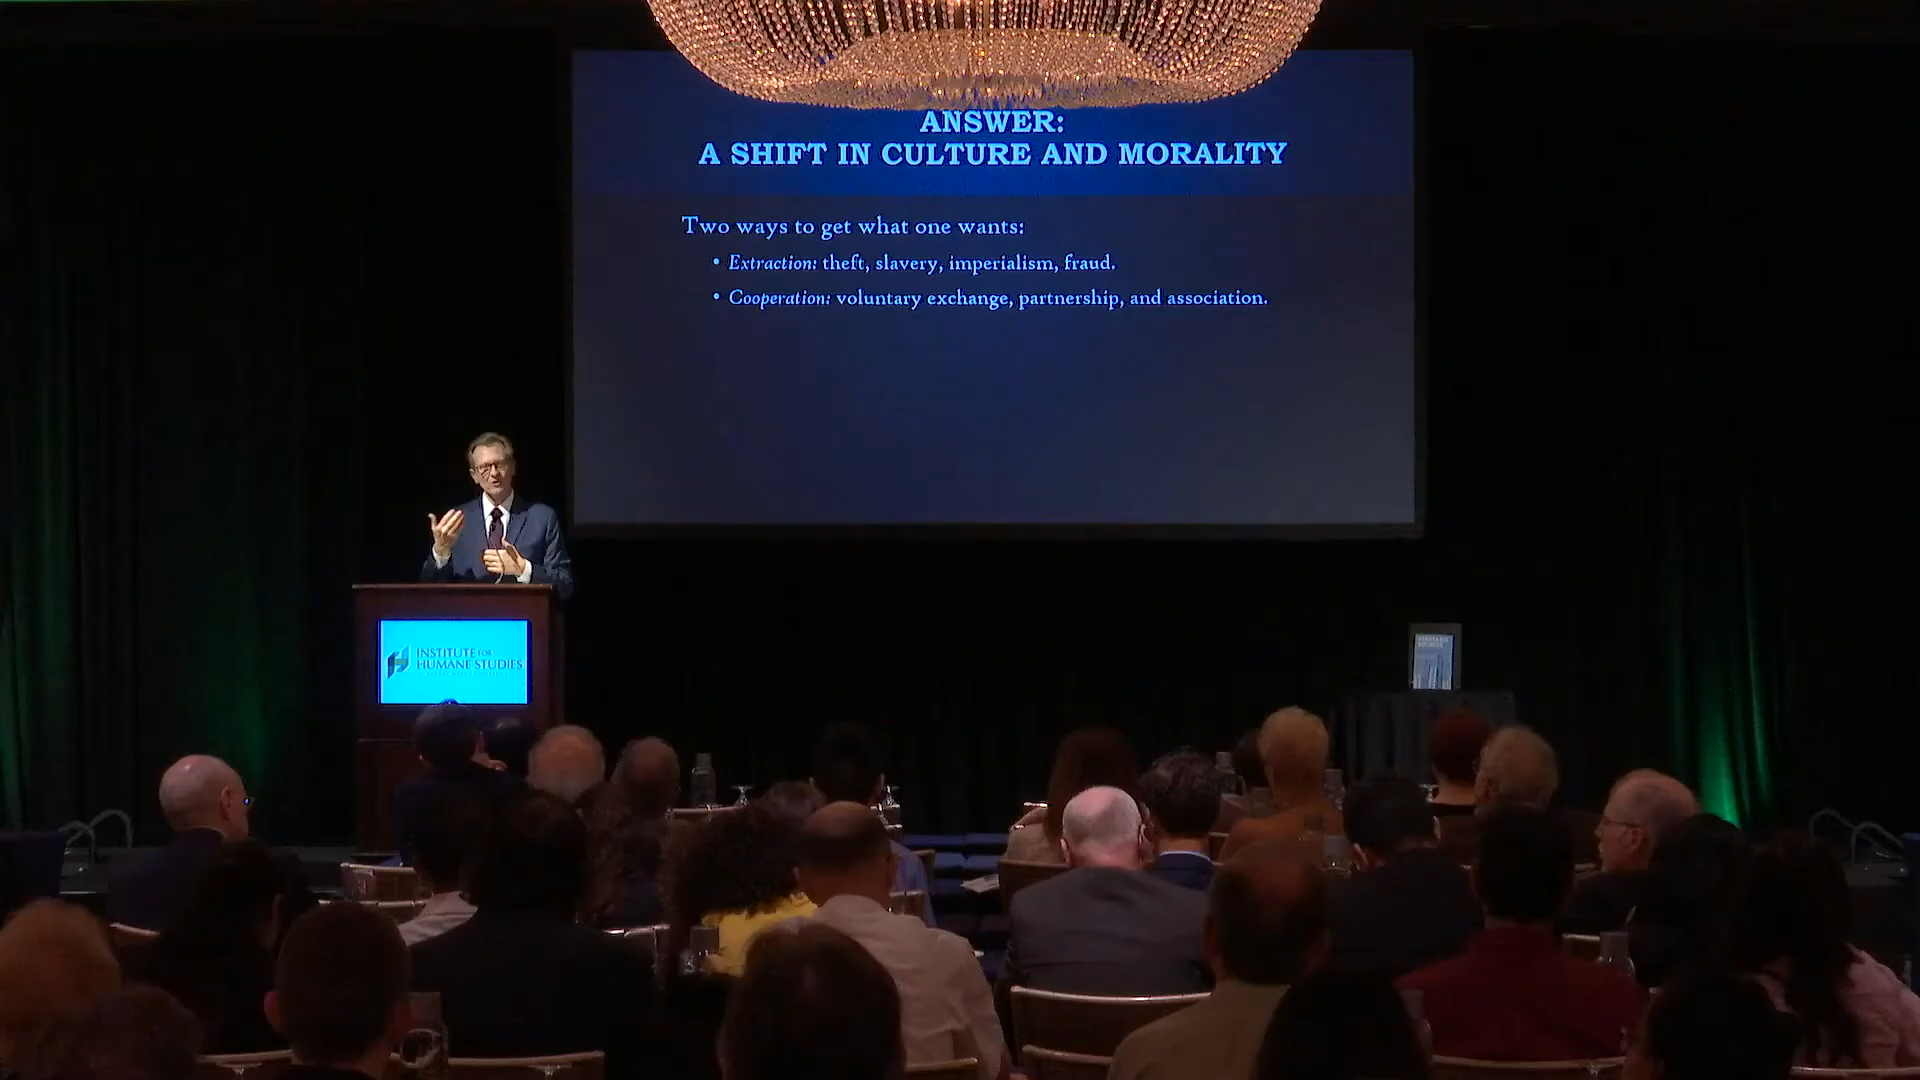 ANSWER:
A SHIFT IN CULTURE AND MORALITY
Two ways to get what one wants:
• Extraction: theft, slavery, imperialism, fraud.
• Cooperation: voluntary exchange, partnership, and association.
INSTITUTE FOR
HUMANE STUDIES